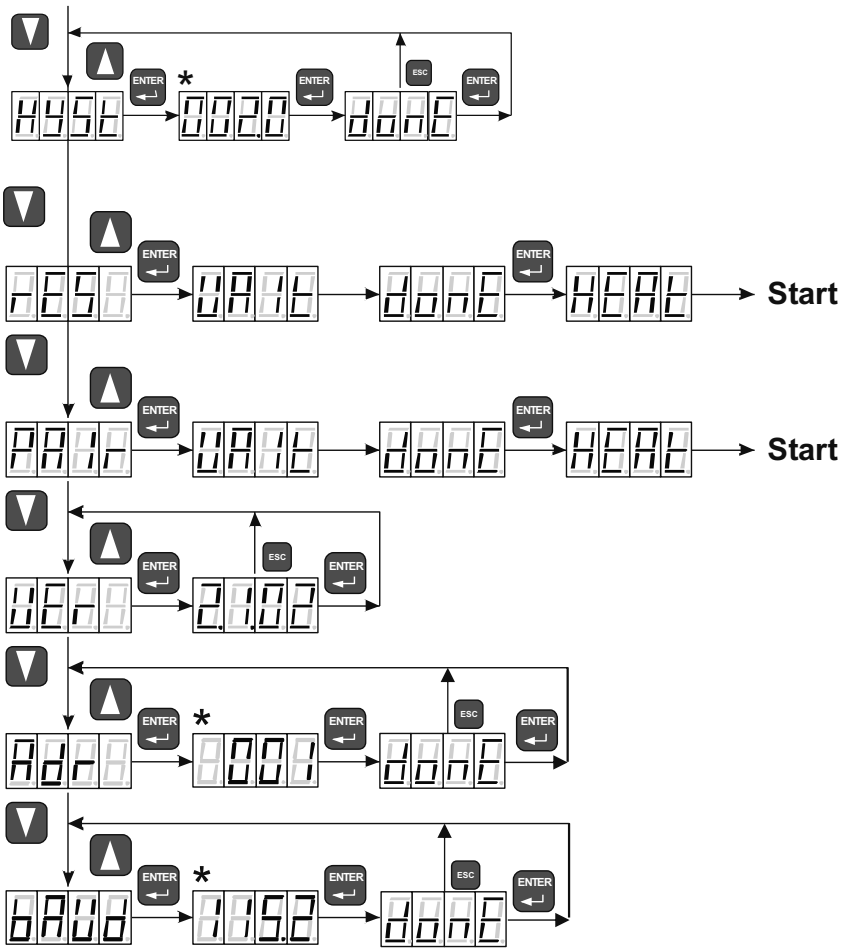 ESC
ENTER * ENTER ENTER
HYSt 002.0 donE
ENTER ENTER
rES UAIt donE HEAt Start
ENTER ENTER
PAIr UAIt donE HEAt Start
ENTER ESC ENTER
UEr 2.1.02
ENTER * ENTER ESC ENTER
Adr 001 donE
ENTER * ENTER ESC ENTER
bAUd 115.2 donE